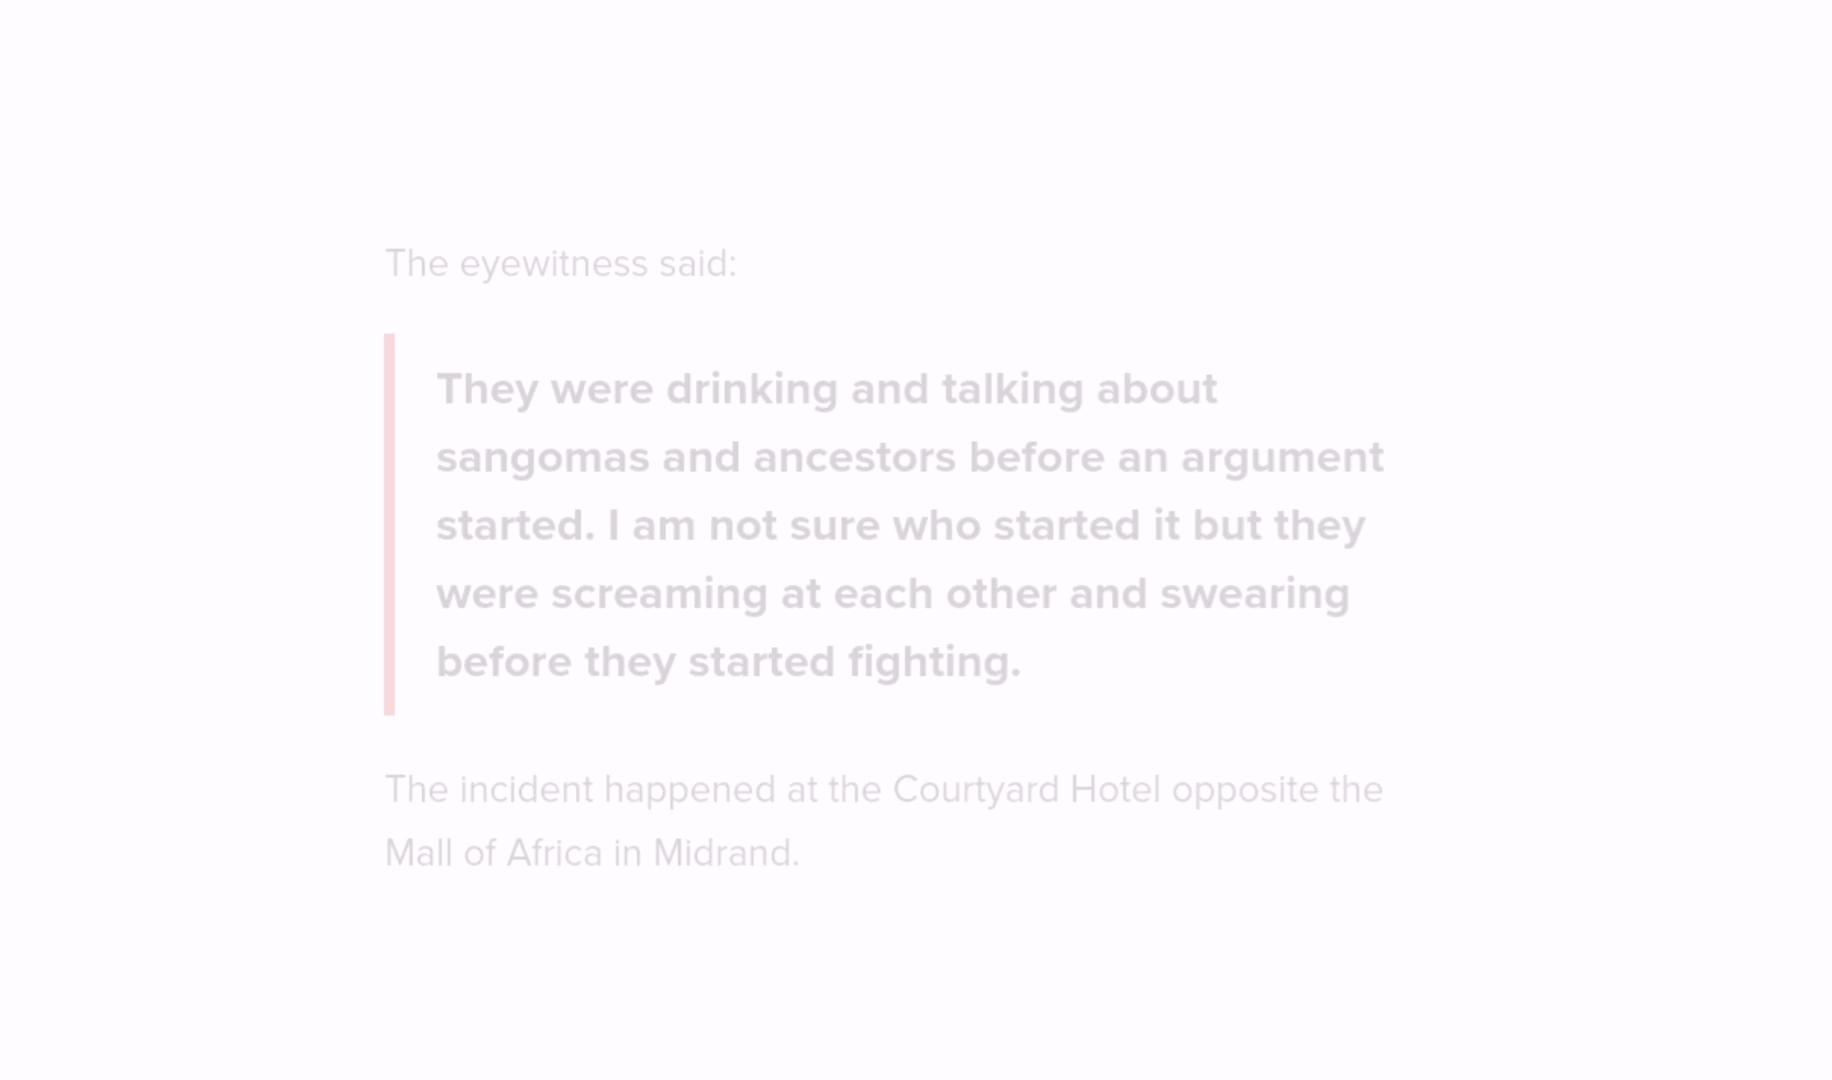 The eyewitness said:
They were drinking and talking about
sangomas and ancestors before an argument
started. I am not sure who started it but they
were screaming at each other and swearing
before they started fighting.
The incident happened at the Courtyard Hotel opposite the
Mall of Africa in Midrand.